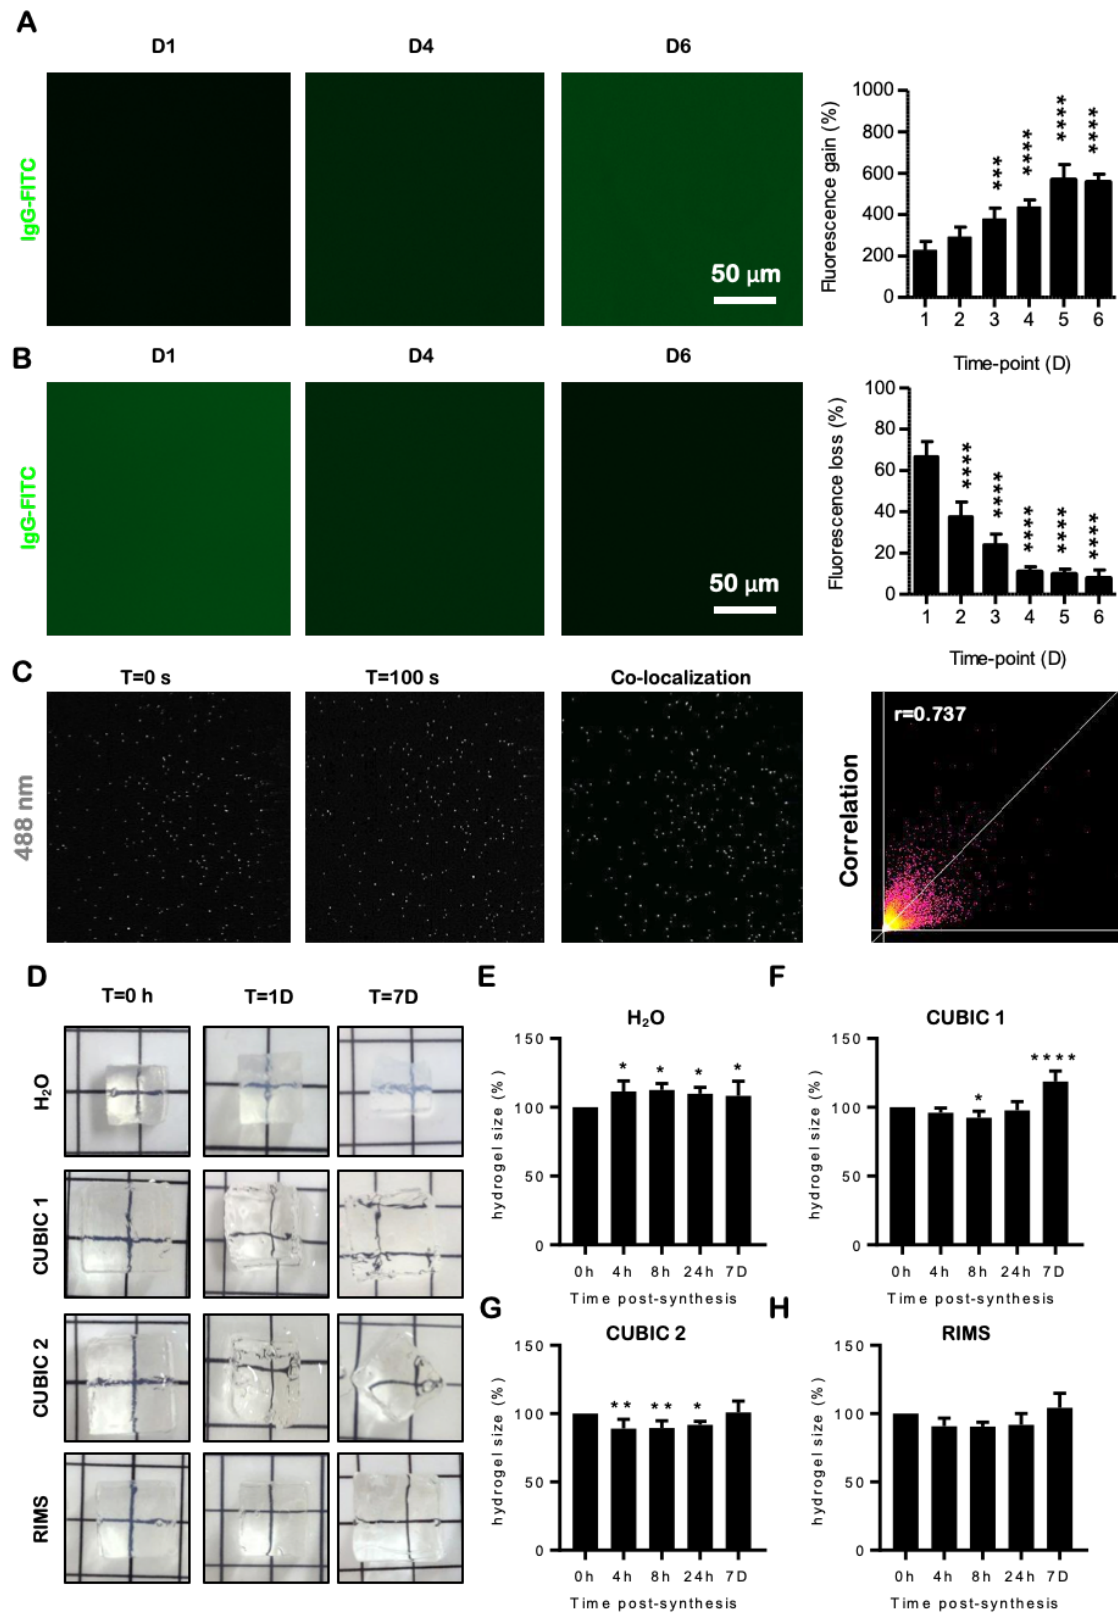 A
D1 D4 D6
IgG-FITC
50 µm
Fluorescence gain (%)
1000
800
600
400
200
0
***
****
****
****
1 2 3 4 5 6
Time-point (D)
B
D1 D4 D6
IgG-FITC
50 µm
Fluorescence loss (%)
100
80
60
40
20
0
****
****
****
****
****
1 2 3 4 5 6
Time-point (D)
C
T=0 s T=100 s Co-localization
488 nm
Correlation
r=0.737
D
T=0 h T=1D T=7D
H₂O
CUBIC 1
CUBIC 2
RIMS
E
H₂O
hydrogel size (%)
150
100
50
0
* * * *
0h 4h 8h 24h 7D
Time post-synthesis
F
CUBIC 1
hydrogel size (%)
150
100
50
0
* ****
0h 4h 8h 24h 7D
Time post-synthesis
G
CUBIC 2
hydrogel size (%)
150
100
50
0
** ** *
0h 4h 8h 24h 7D
Time post-synthesis
H
RIMS
hydrogel size (%)
150
100
50
0
0h 4h 8h 24h 7D
Time post-synthesis